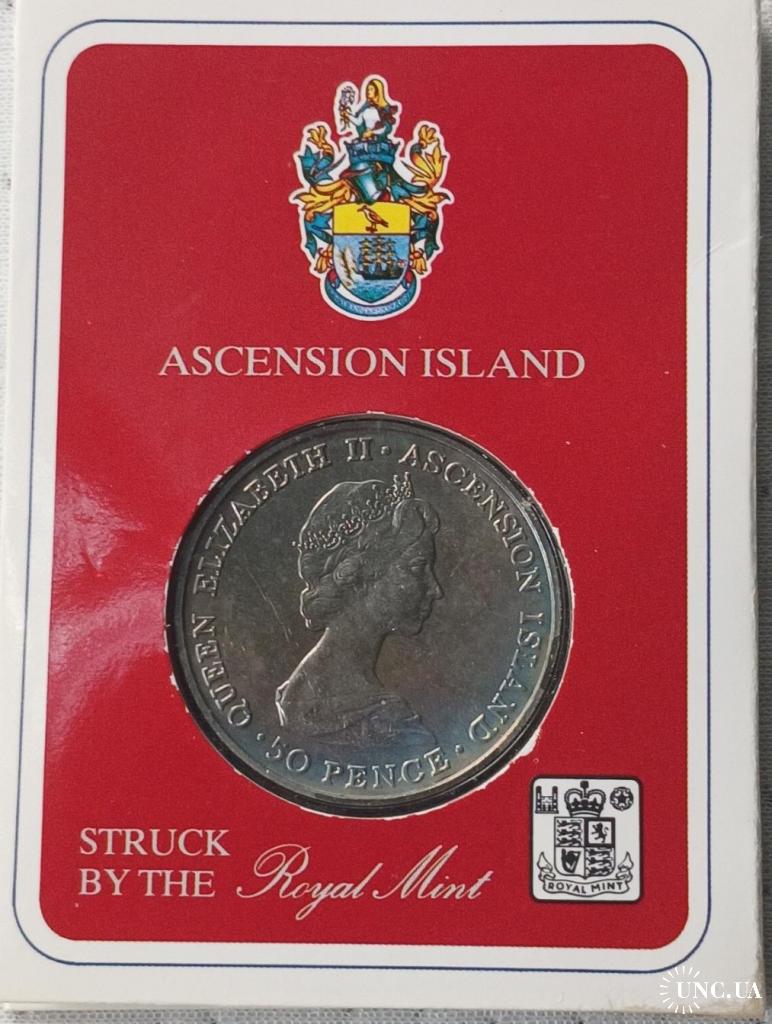 ASCENSION ISLAND
QUEEN ELIZABETH II · ASCENSION ISLAND
· 50 PENCE ·
STRUCK
BY THE Royal Mint
ROYAL MINT
UNC.UA